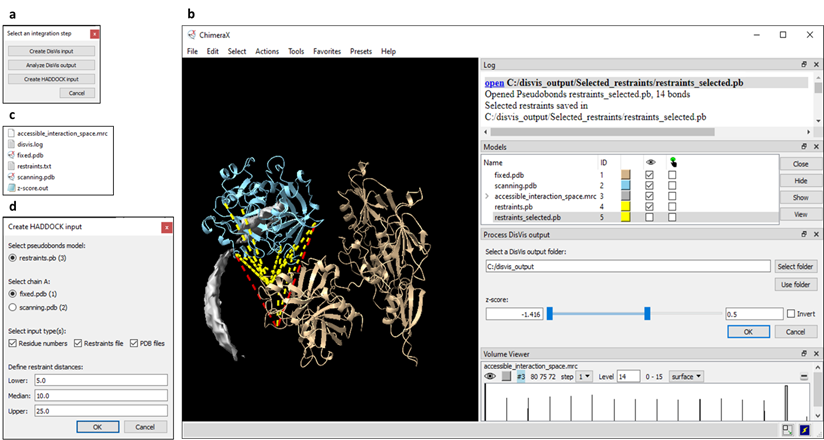 a
Select an integration step
Create DisVis input
Analyze DisVis output
Create HADDOCK input
Cancel
b
ChimeraX
File Edit Select Actions Tools Favorites Presets Help
Log
open C:/disvis_output/Selected_restraints/restraints_selected.pb
Opened Pseudobonds restraints_selected.pb, 14 bonds
Selected restraints saved in
C:/disvis_output/Selected_restraints/restraints_selected.pb
Models
Name ID
fixed.pdb 1
scanning.pdb 2
accessible_interaction_space.mrc 3
restraints.pb 4
restraints_selected.pb 5
Close
Hide
Show
View
Process DisVis output
Select a DisVis output folder:
C:/disvis_output Select folder
Use folder
z-score:
-1.416 0.5 Invert
OK Cancel
Volume Viewer
accessible_interaction_space.mrc
#3 80 75 72 step 1 Level 14 0 - 15 surface
c
accessible_interaction_space.mrc
disvis.log
fixed.pdb
restraints.txt
scanning.pdb
z-score.out
d
Create HADDOCK input
Select pseudobonds model:
restraints.pb (3)
Select chain A:
fixed.pdb (1)
scanning.pdb (2)
Select input type(s):
Residue numbers Restraints file PDB files
Define restraint distances:
Lower: 5.0
Median: 10.0
Upper: 25.0
OK Cancel